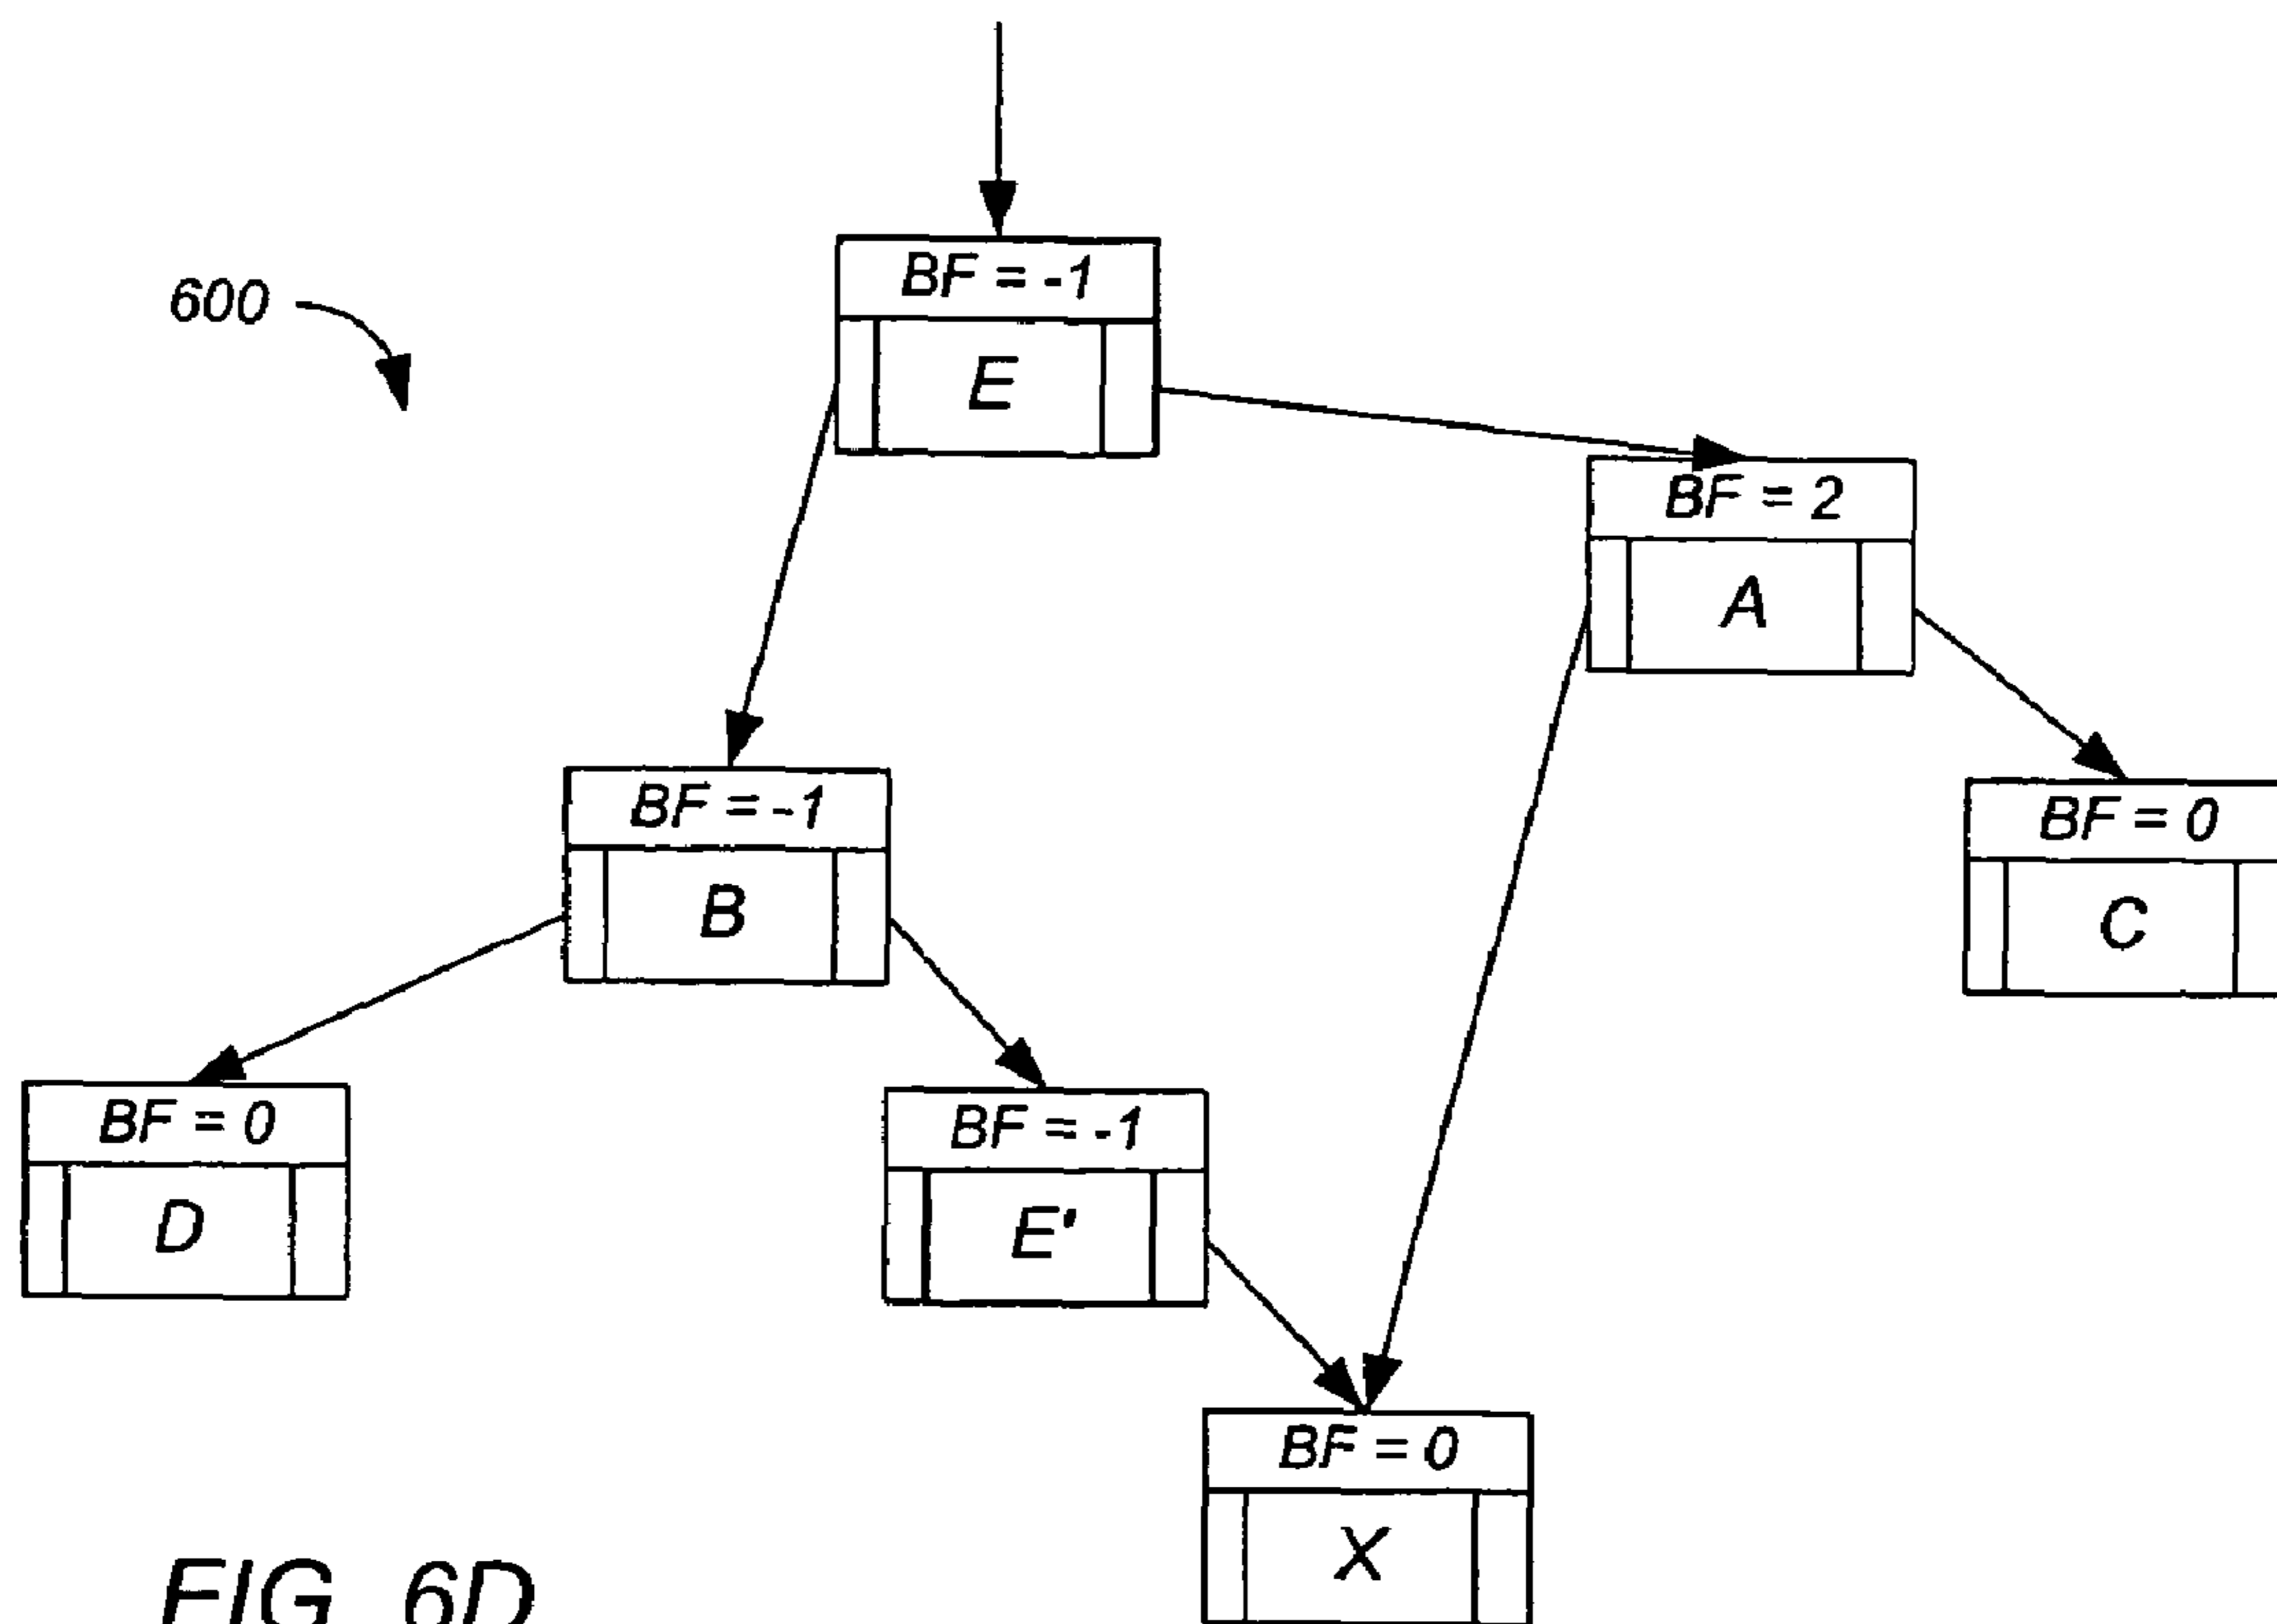 BF = -1
600
E
BF = 2
A
BF = -1
BF = 0
B
C
BF = 0
BF = -1
D
E'
BF = 0
X
FIG. 6D